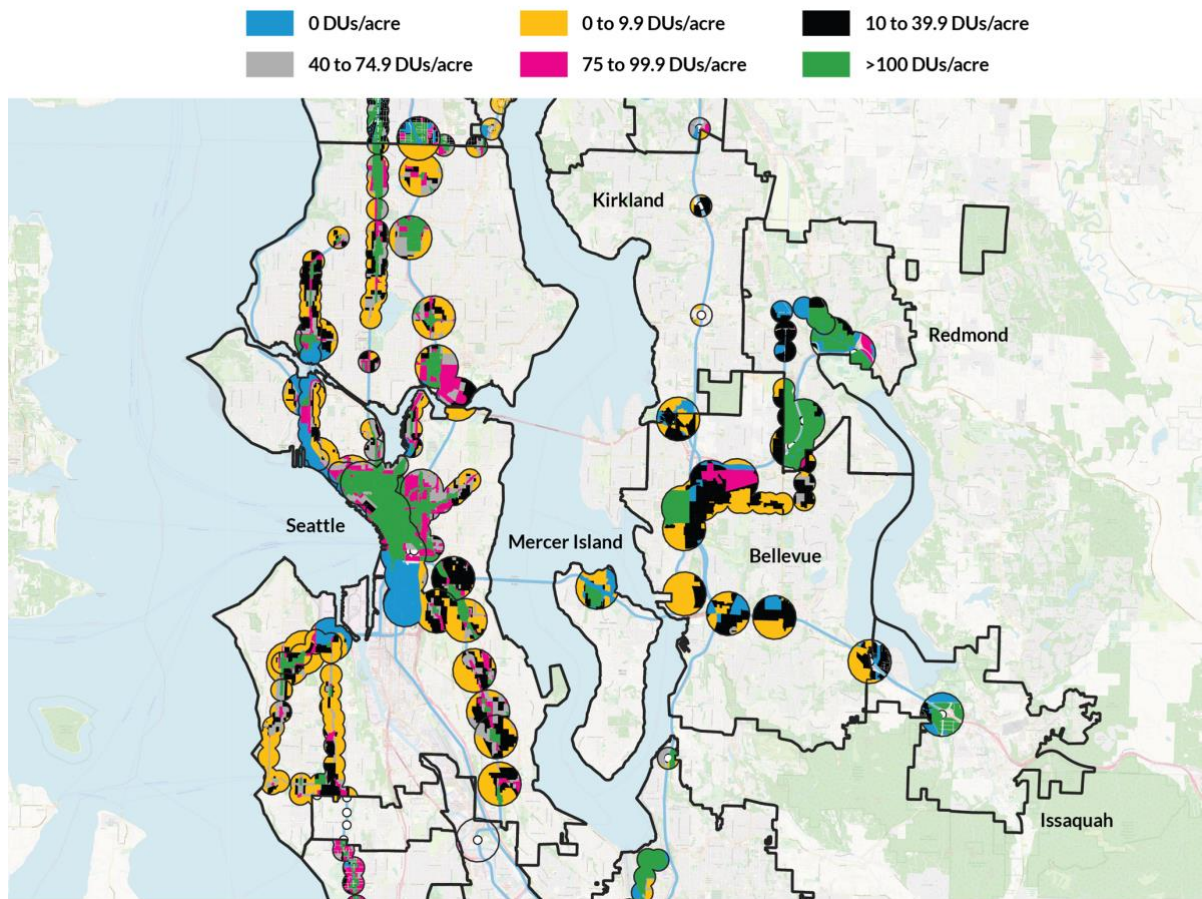 0 DUs/acre
0 to 9.9 DUs/acre
10 to 39.9 DUs/acre
40 to 74.9 DUs/acre
75 to 99.9 DUs/acre
>100 DUs/acre
Kirkland
Redmond
Seattle
Mercer Island
Bellevue
Issaquah